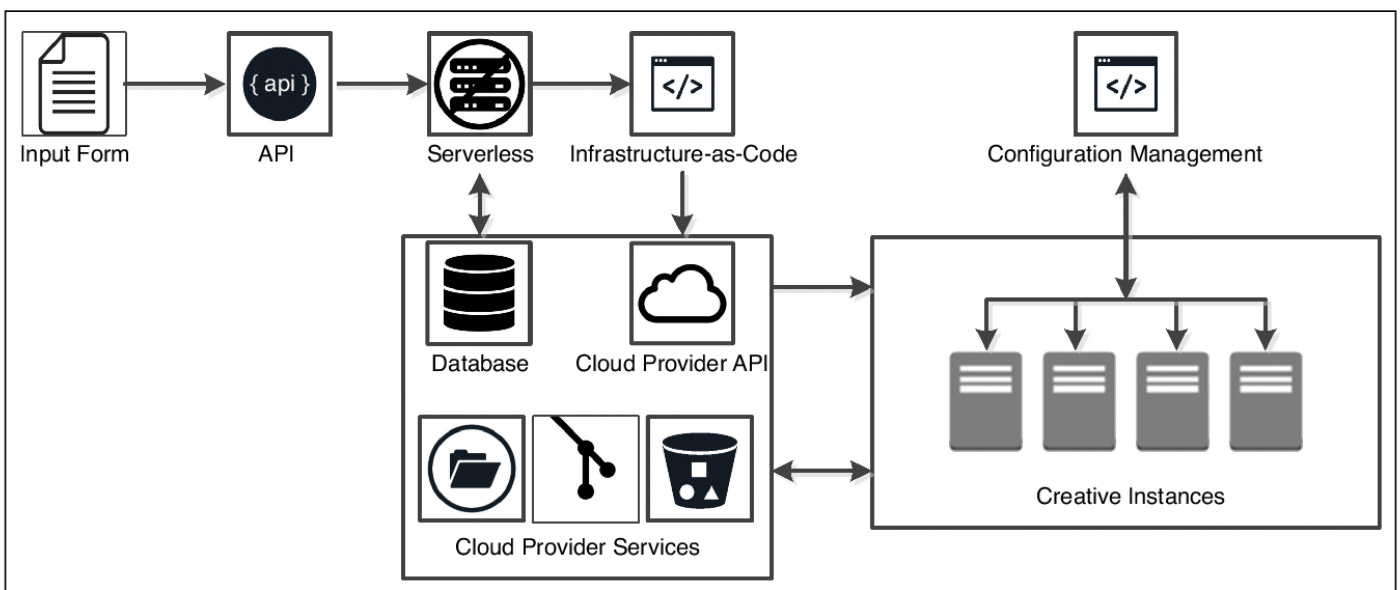 { api }
</>
</>
Input Form
API
Serverless
Infrastructure-as-Code
Configuration Management
Database
Cloud Provider API
Cloud Provider Services
Creative Instances